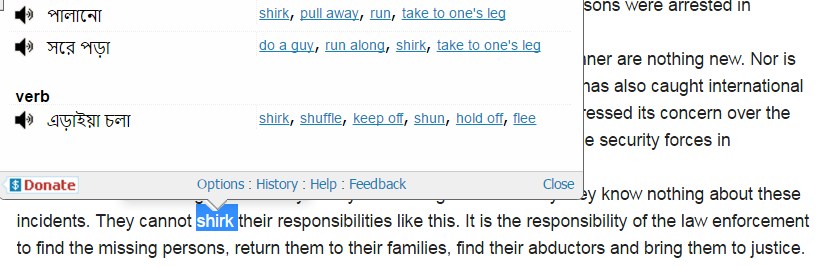 পালানো shirk, pull away, run, take to one's leg
সরে পড়া do a guy, run along, shirk, take to one's leg
verb
এড়াইয়া চলা shirk, shuffle, keep off, shun, hold off, flee
$ Donate Options : History : Help : Feedback Close
sons were arrested in
nner are nothing new. Nor is
has also caught international
ressed its concern over the
e security forces in
ey know nothing about these
incidents. They cannot shirk their responsibilities like this. It is the responsibility of the law enforcement
to find the missing persons, return them to their families, find their abductors and bring them to justice.